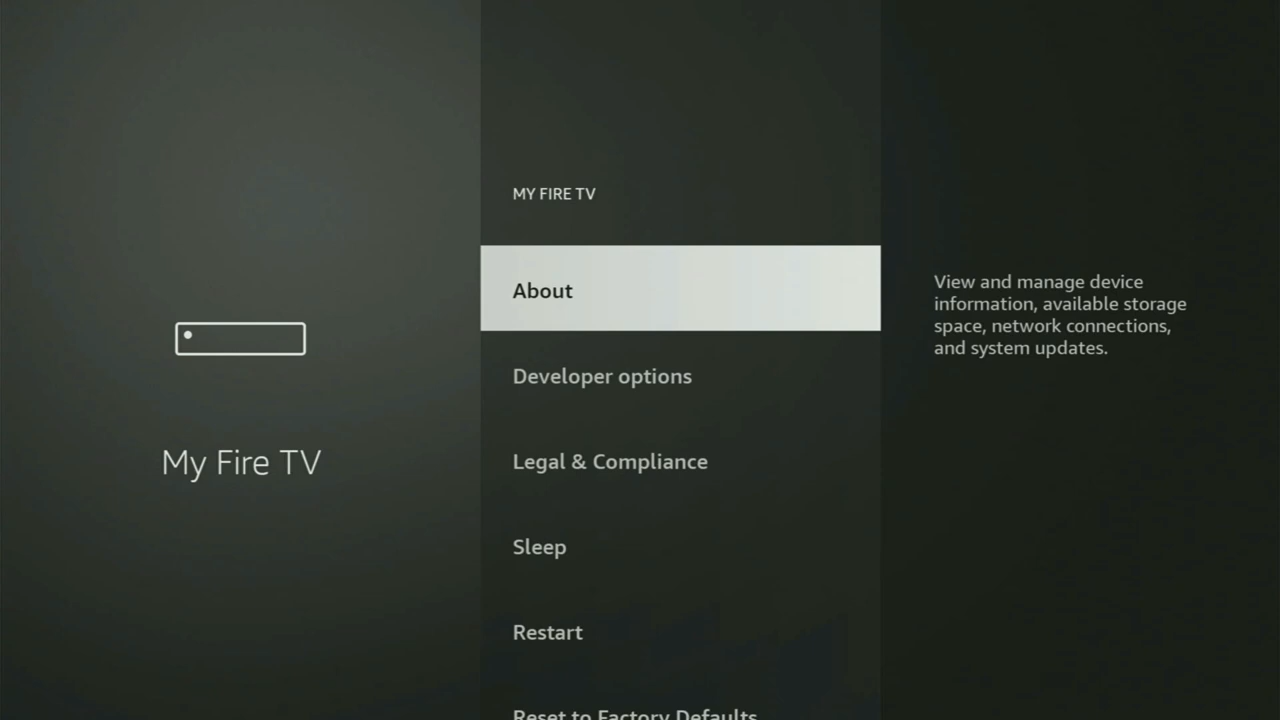 My Fire TV
MY FIRE TV
About
Developer options
Legal & Compliance
Sleep
Restart
Reset to Factory Defaults
View and manage device
information, available storage
space, network connections,
and system updates.